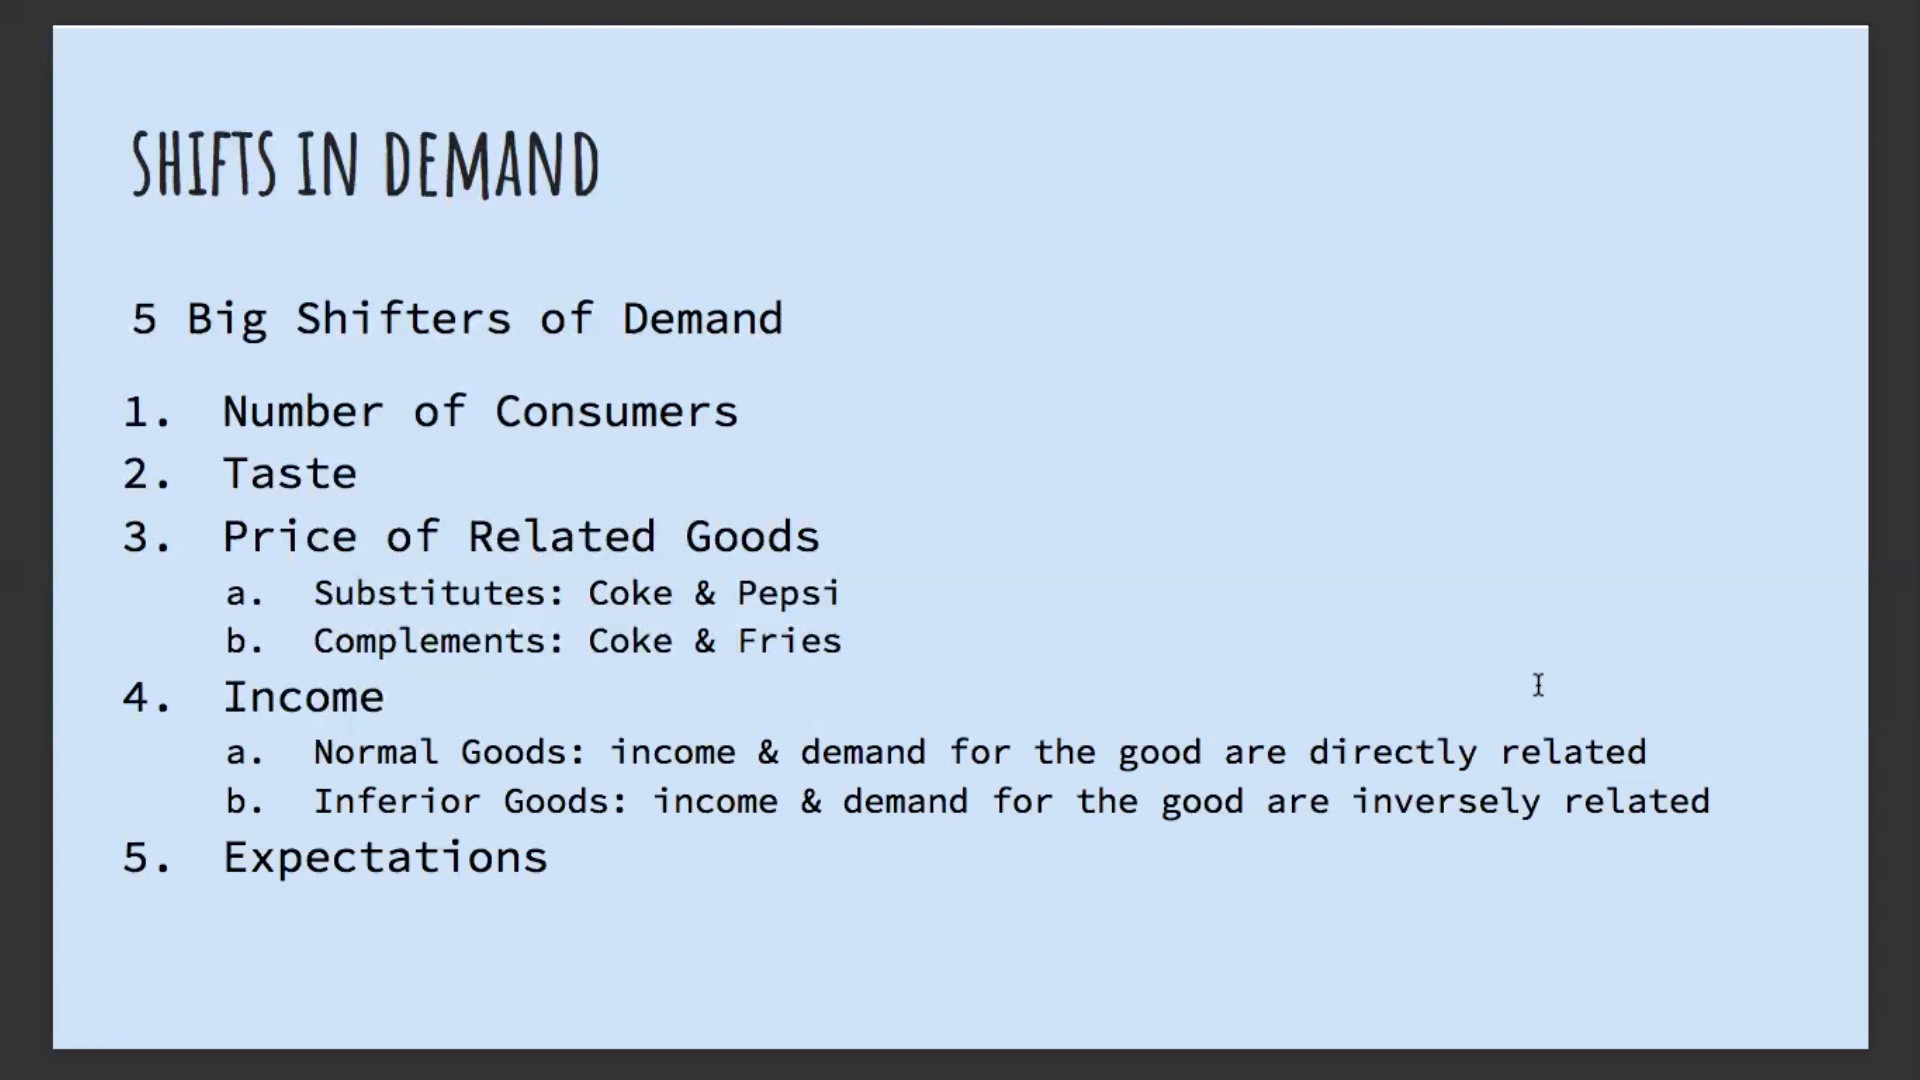 SHIFTS IN DEMAND
5 Big Shifters of Demand
1. Number of Consumers
2. Taste
3. Price of Related Goods
a. Substitutes: Coke & Pepsi
b. Complements: Coke & Fries
4. Income
a. Normal Goods: income & demand for the good are directly related
b. Inferior Goods: income & demand for the good are inversely related
5. Expectations